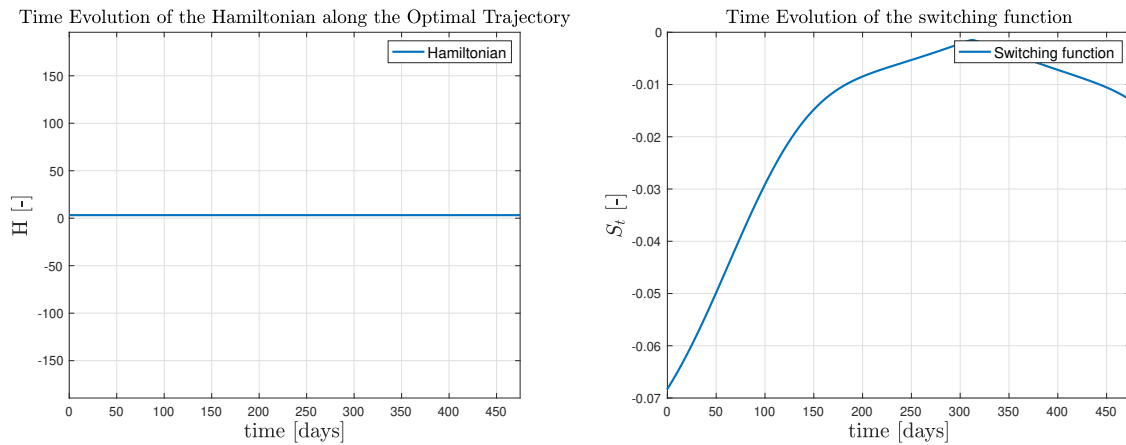 Time Evolution of the Hamiltonian along the Optimal Trajectory
Hamiltonian
150
100
50
0
-50
-100
-150
H [-]
0 50 100 150 200 250 300 350 400 450
time [days]
Time Evolution of the switching function
Switching function
0
-0.01
-0.02
-0.03
-0.04
-0.05
-0.06
-0.07
St [-]
0 50 100 150 200 250 300 350 400 450
time [days]